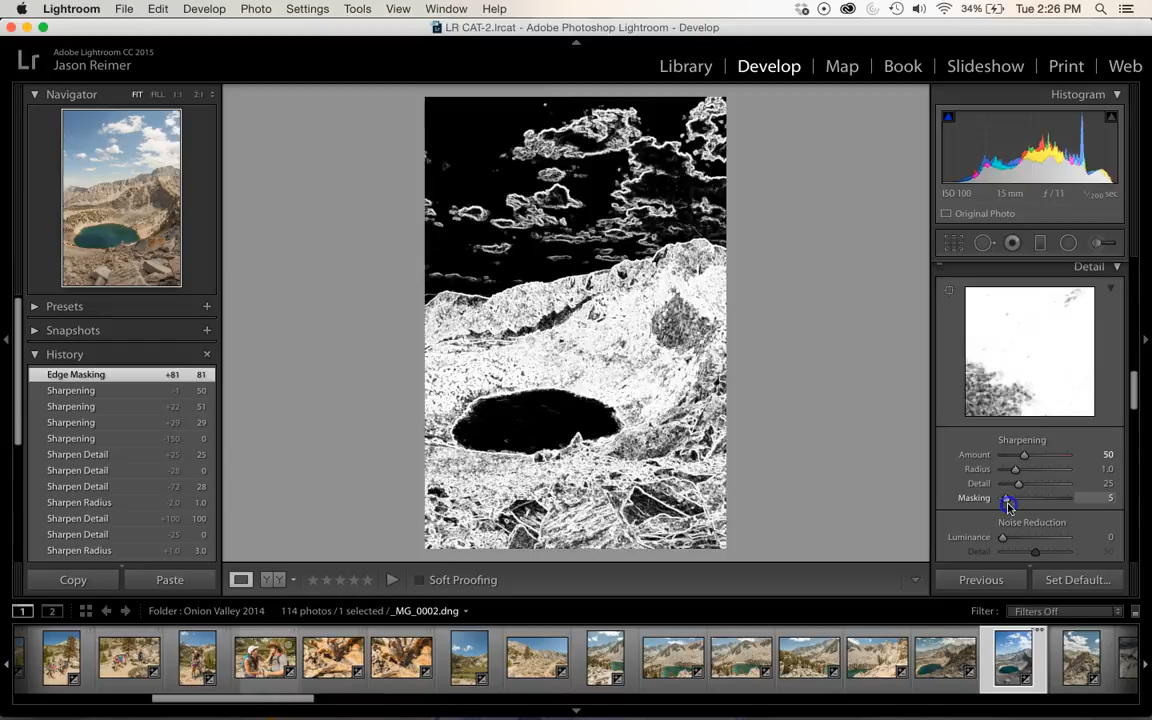 Lightroom File Edit Develop Photo Settings Tools View Window Help 34% Tue 2:26 PM
LR CAT-2.lrcat - Adobe Photoshop Lightroom - Develop
Lr Adobe Lightroom CC 2015
Jason Reimer
Library Develop Map Book Slideshow Print Web
Navigator FIT FILL 1:1 2:1
Histogram
ISO 100 15 mm f / 11 1/200 sec
Original Photo
Presets
Snapshots
History
Edge Masking +81 81
Sharpening -1 50
Sharpening +22 51
Sharpening +29 29
Sharpening -150 0
Sharpen Detail +25 25
Sharpen Detail -28 0
Sharpen Detail -72 28
Sharpen Radius -2.0 1.0
Sharpen Detail +100 100
Sharpen Detail -25 0
Sharpen Radius +1.0 3.0
Detail
Sharpening
Amount 50
Radius 1.0
Detail 25
Masking 5
Noise Reduction
Luminance 0
Detail 50
Copy Paste
YY Soft Proofing
Previous Set Default...
1 2 Folder : Onion Valley 2014 114 photos / 1 selected / _MG_0002.dng Filter : Filters Off